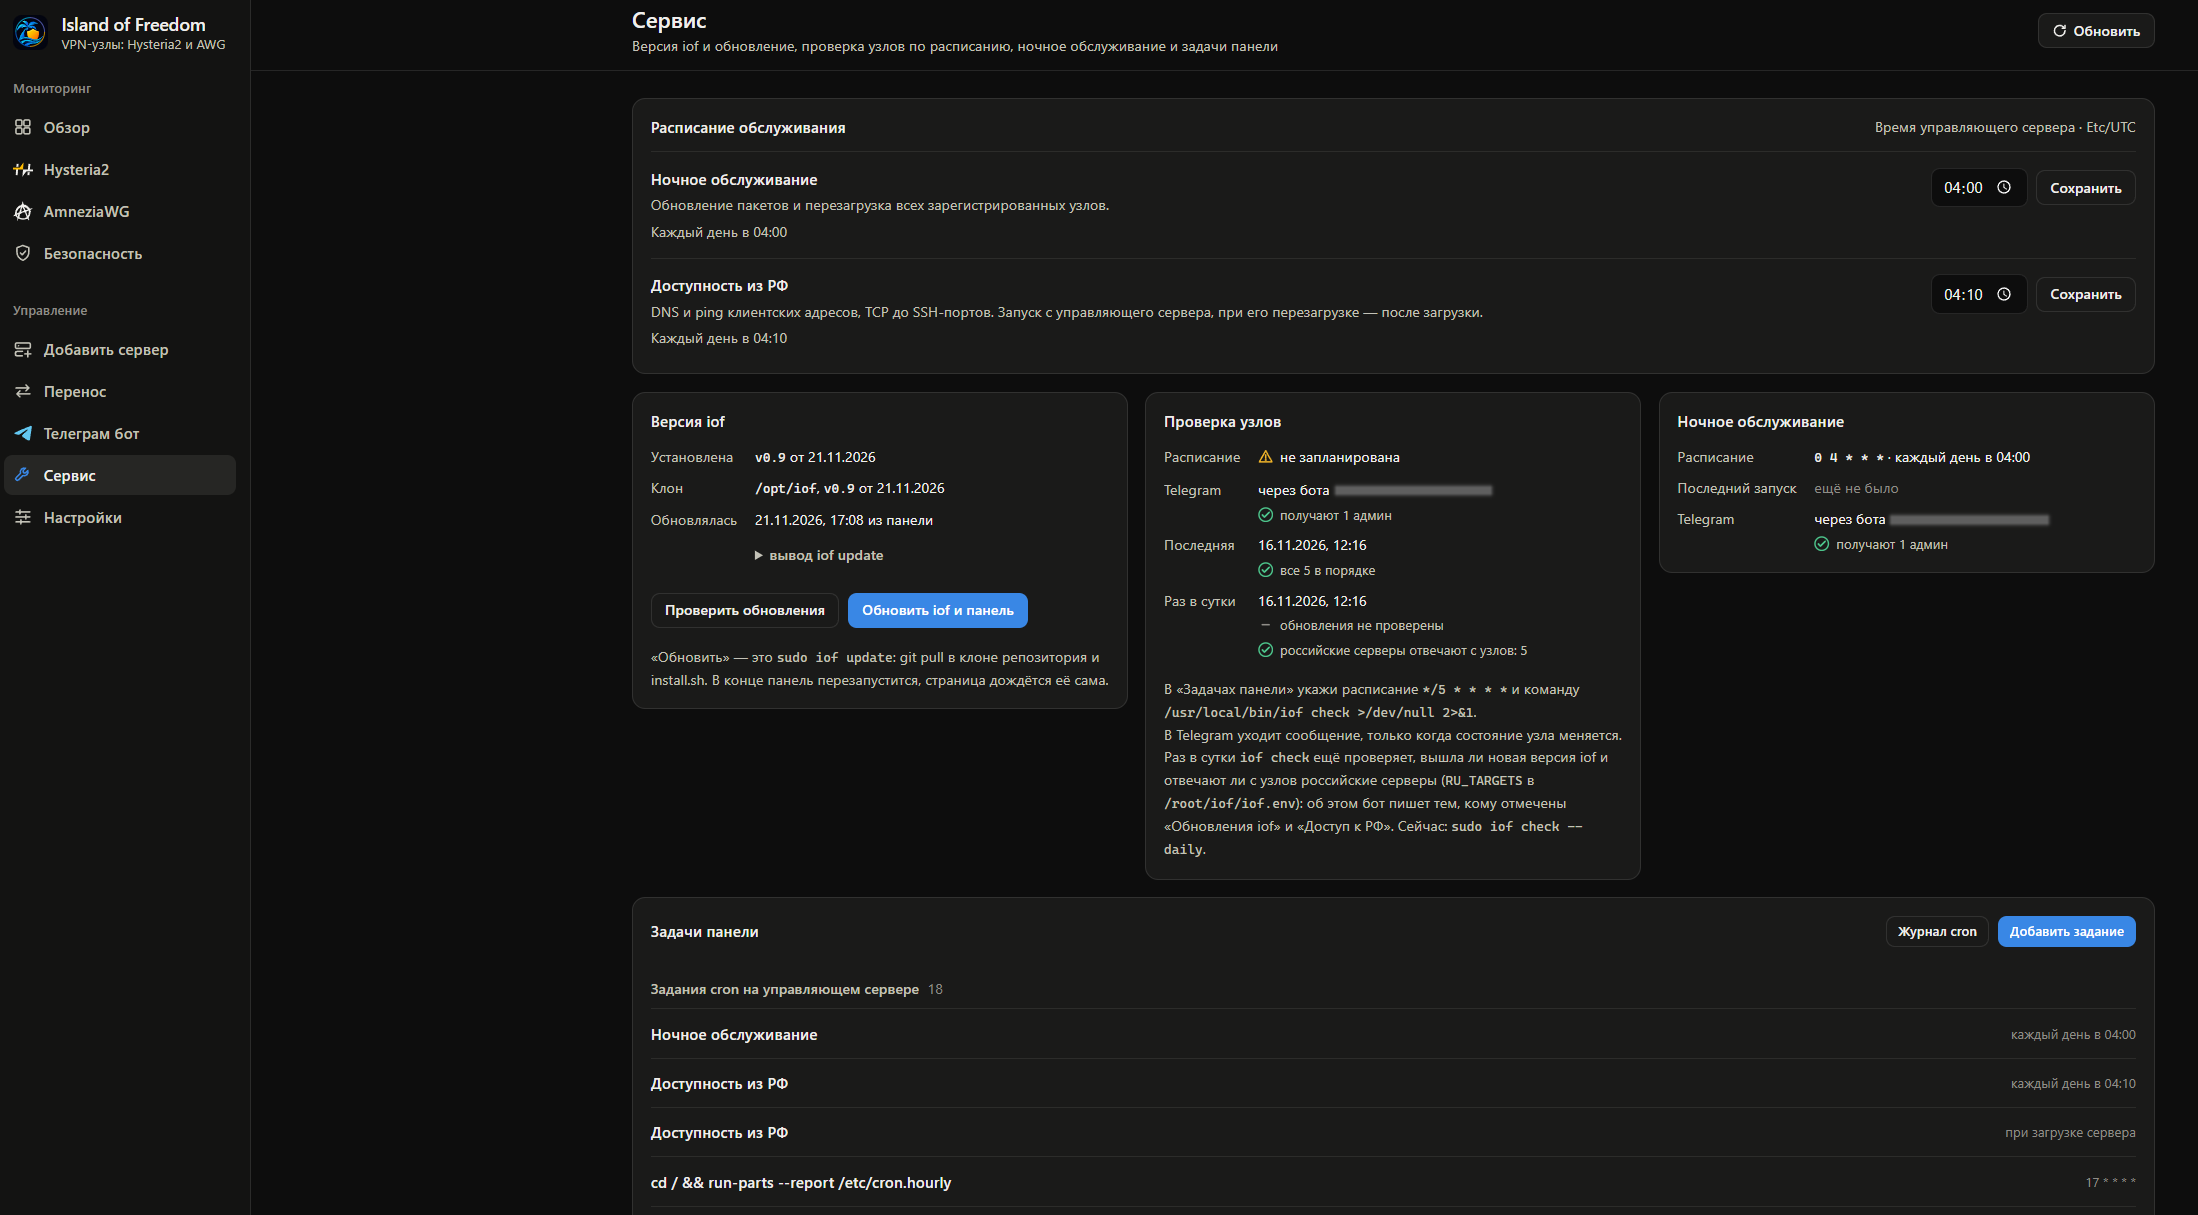 Island of Freedom
VPN-узлы: Hysteria2 и AWG
Мониторинг
Обзор
Hysteria2
AmneziaWG
Безопасность
Управление
Добавить сервер
Перенос
Телеграм бот
Сервис
Настройки
Сервис
Версия iof и обновление, проверка узлов по расписанию, ночное обслуживание и задачи панели
Обновить
Расписание обслуживания
Время управляющего сервера · Etc/UTC
Ночное обслуживание
Обновление пакетов и перезагрузка всех зарегистрированных узлов.
Каждый день в 04:00
04:00
Сохранить
Доступность из РФ
DNS и ping клиентских адресов, TCP до SSH-портов. Запуск с управляющего сервера, при его перезагрузке — после загрузки.
Каждый день в 04:10
04:10
Сохранить
Версия iof
Установлена v0.9 от 21.11.2026
Клон /opt/iof, v0.9 от 21.11.2026
Обновлялась 21.11.2026, 17:08 из панели
вывод iof update
Проверить обновления
Обновить iof и панель
«Обновить» — это sudo iof update: git pull в клоне репозитория и
install.sh. В конце панель перезапустится, страница дождётся её сама.
Проверка узлов
Расписание не запланирована
Telegram через бота
получают 1 админ
Последняя 16.11.2026, 12:16
все 5 в порядке
Раз в сутки 16.11.2026, 12:16
— обновления не проверены
российские серверы отвечают с узлов: 5
В «Задачах панели» укажи расписание */5 * * * * и команду
/usr/local/bin/iof check >/dev/null 2>&1.
В Telegram уходит сообщение, только когда состояние узла меняется.
Раз в сутки iof check ещё проверяет, вышла ли новая версия iof и
отвечают ли с узлов российские серверы (RU_TARGETS в
/root/iof/iof.env): об этом бот пишет тем, кому отмечены
«Обновления iof» и «Доступ к РФ». Сейчас: sudo iof check --
daily.
Ночное обслуживание
Расписание 0 4 * * * · каждый день в 04:00
Последний запуск ещё не было
Telegram через бота
получают 1 админ
Задачи панели
Журнал cron
Добавить задание
Задания cron на управляющем сервере 18
Ночное обслуживание каждый день в 04:00
Доступность из РФ каждый день в 04:10
Доступность из РФ при загрузке сервера
cd / && run-parts --report /etc/cron.hourly 17 * * * *